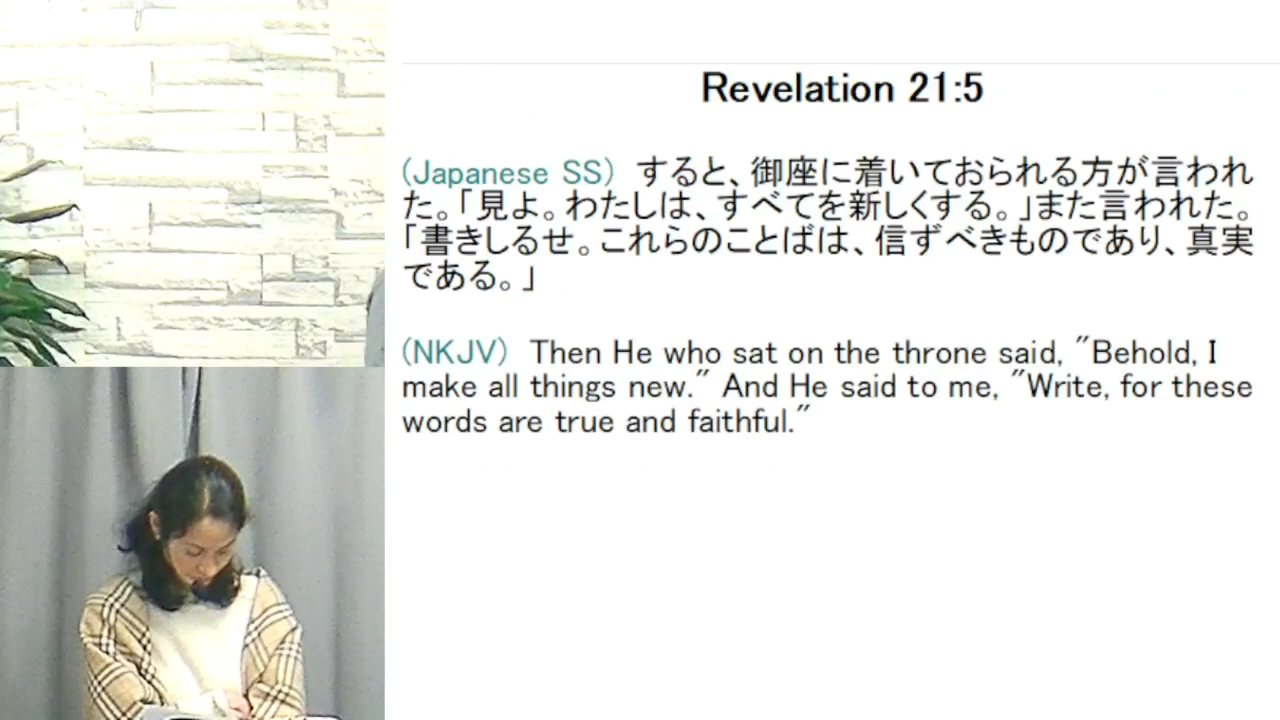 Revelation 21:5
(Japanese SS) すると、御座に着いておられる方が言われ
た。「見よ。わたしは、すべてを新しくする。」また言われた。
「書きしるせ。これらのことばは、信ずべきものであり、真実
である。」
(NKJV) Then He who sat on the throne said, "Behold, I
make all things new." And He said to me, "Write, for these
words are true and faithful."